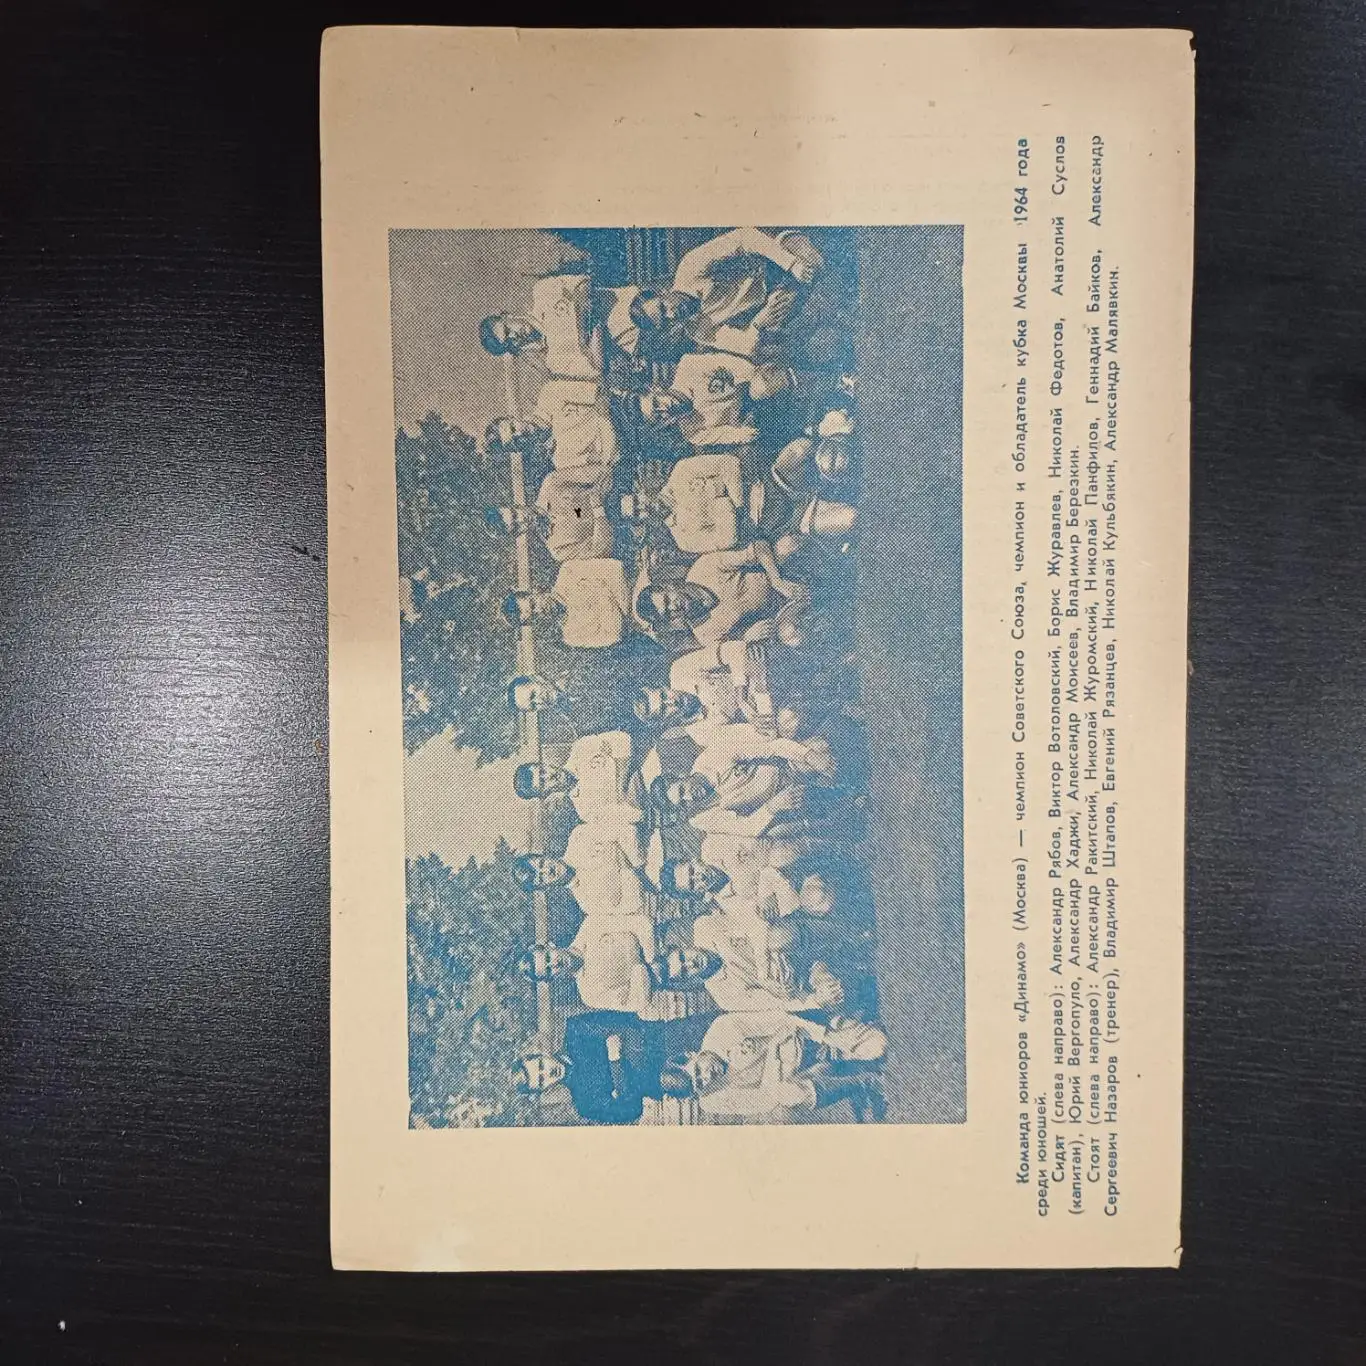 Команда юниоров «Динамо» (Москва) — чемпион Советского Союза, чемпион и обладатель кубка Москвы 1964 года
среди юношей.
Сидят (слева направо): Александр Рябов, Виктор Вотоловский, Борис Журавлев, Николай Федотов, Анатолий Суслов
(капитан), Юрий Вергопуло, Александр Хаджи, Александр Моисеев, Владимир Березкин.
Стоят (слева направо): Александр Ракитский, Николай Журомский, Николай Панфилов, Геннадий Байков, Александр
Сергеевич Назаров (тренер), Владимир Штапов, Евгений Рязанцев, Николай Кульбякин, Александр Малявкин.